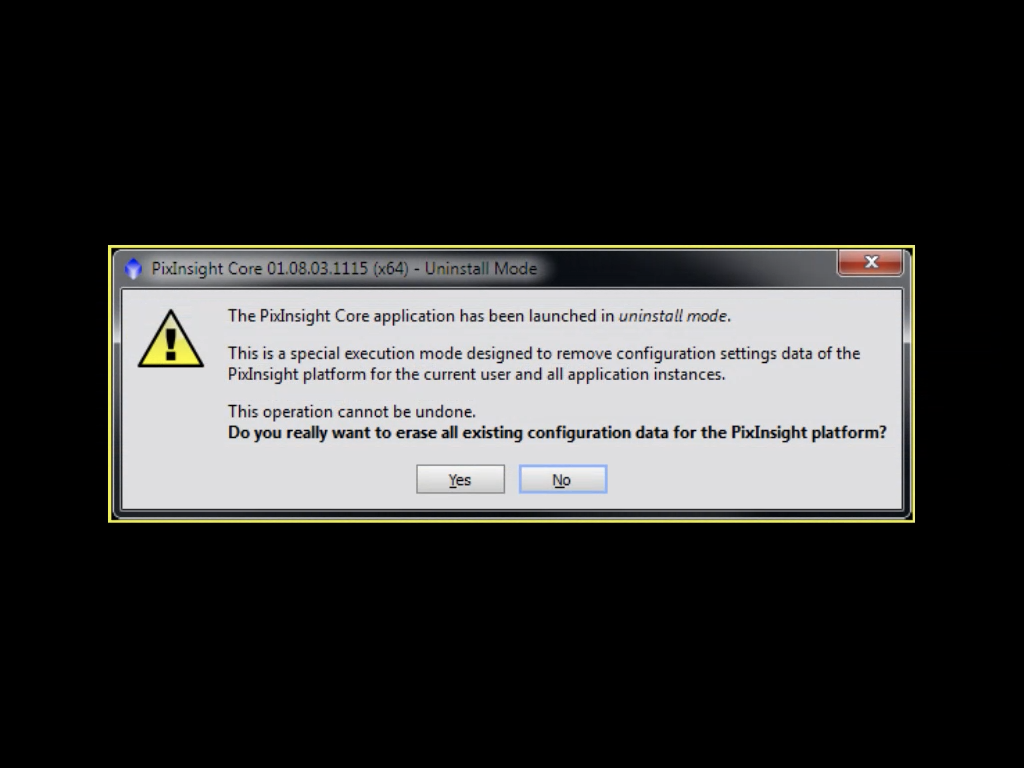 PixInsight Core 01.08.03.1115 (x64) - Uninstall Mode
The PixInsight Core application has been launched in uninstall mode.
This is a special execution mode designed to remove configuration settings data of the
PixInsight platform for the current user and all application instances.
This operation cannot be undone.
Do you really want to erase all existing configuration data for the PixInsight platform?
Yes No